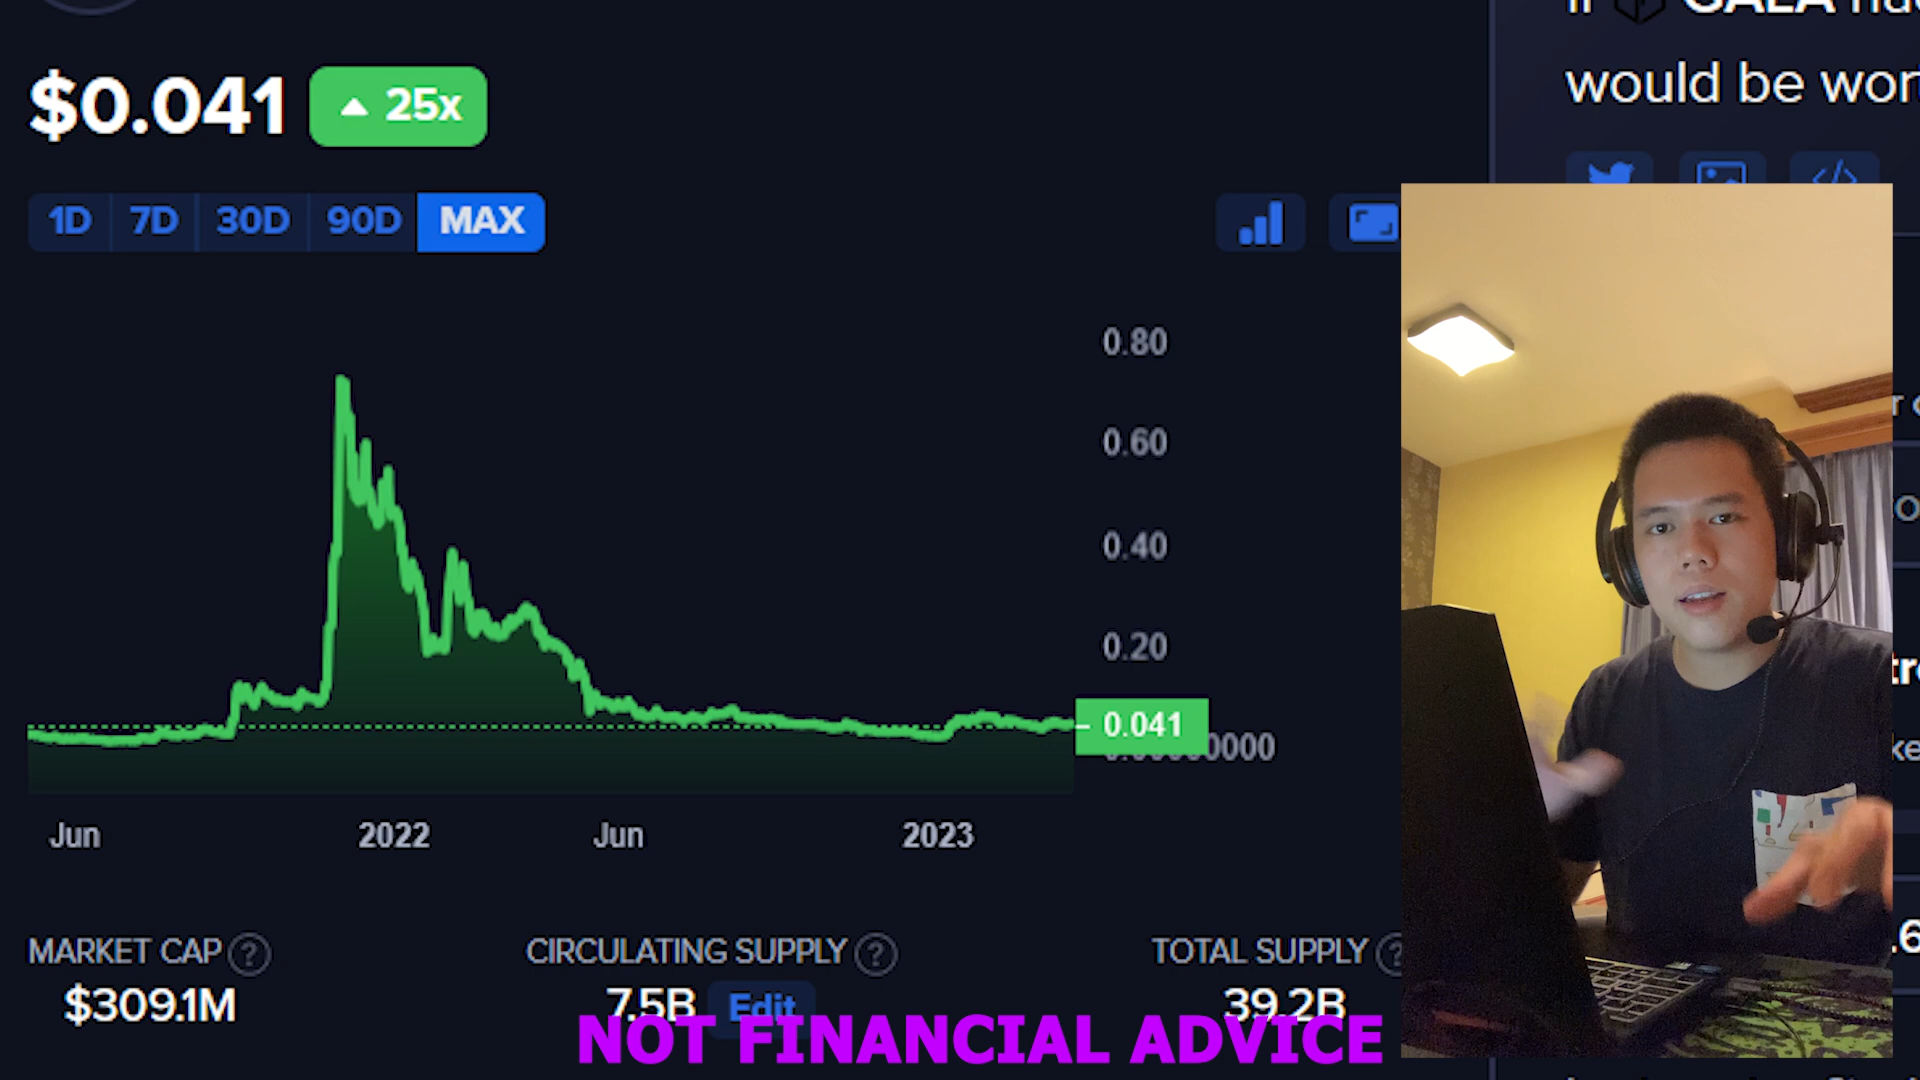 GALA
would be wor
$0.041 25x
1D 7D 30D 90D MAX
0.80
0.60
0.40
0.20
0.041
Jun 2022 Jun 2023
MARKET CAP ? CIRCULATING SUPPLY ? TOTAL SUPPLY ?
$309.1M 7.5B Edit 39.2B
NOT FINANCIAL ADVICE